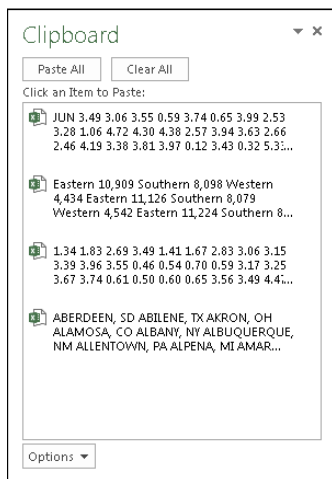 Clipboard
Paste All Clear All
Click an Item to Paste:
JUN 3.49 3.06 3.55 0.59 3.74 0.65 3.99 2.53
3.28 1.06 4.72 4.30 4.38 2.57 3.94 3.63 2.66
2.46 4.19 3.38 3.81 3.97 0.12 3.43 0.32 5.3...
Eastern 10,909 Southern 8,098 Western
4,434 Eastern 11,126 Southern 8,079
Western 4,542 Eastern 11,224 Southern 8...
1.34 1.83 2.69 3.49 1.41 1.67 2.83 3.06 3.15
3.39 3.96 3.55 0.46 0.54 0.70 0.59 3.17 3.25
3.67 3.74 0.61 0.50 0.60 0.65 3.56 3.49 4.4...
ABERDEEN, SD ABILENE, TX AKRON, OH
ALAMOSA, CO ALBANY, NY ALBUQUERQUE,
NM ALLENTOWN, PA ALPENA, MI AMAR...
Options